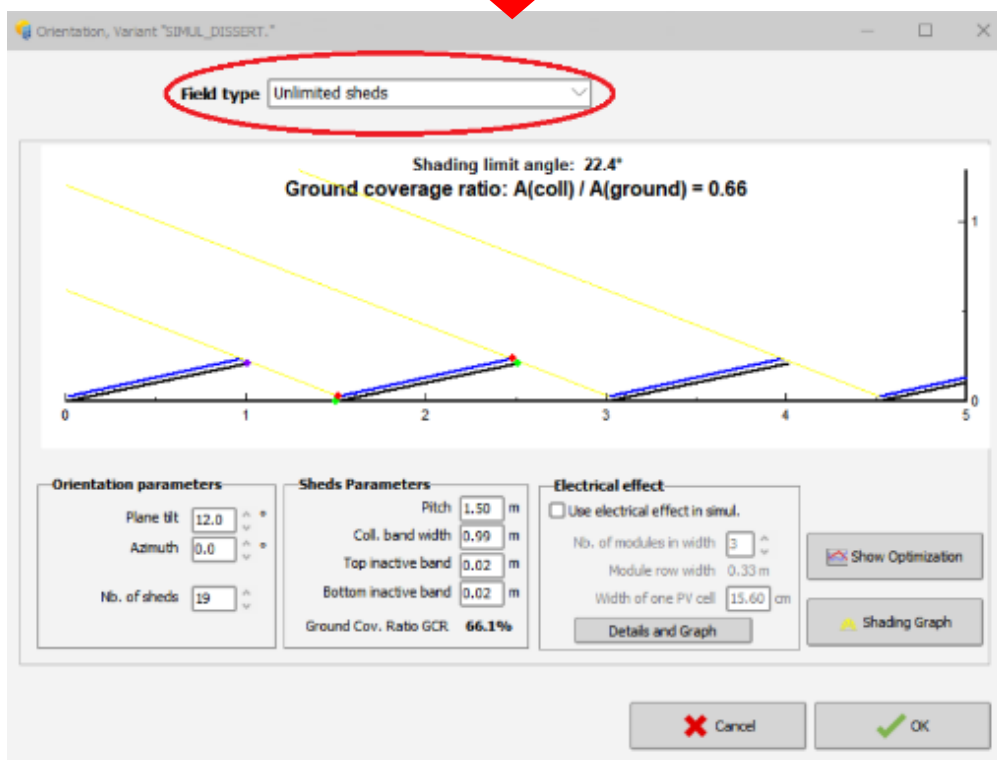 Orientation, Variant "SIMUL_DISSERT."
Field type Unlimited sheds
Shading limit angle: 22.4°
Ground coverage ratio: A(coll) / A(ground) = 0.66
1
0
0 1 2 3 4 5
Orientation parameters
Plane tilt 12.0 °
Azimuth 0.0 °
Nb. of sheds 19
Sheds Parameters
Pitch 1.50 m
Coll. band width 0.99 m
Top inactive band 0.02 m
Bottom inactive band 0.02 m
Ground Cov. Ratio GCR 66.1%
Electrical effect
Use electrical effect in simul.
Nb. of modules in width 3
Module row width 0.33 m
Width of one PV cell 15.60 cm
Details and Graph
Show Optimization
Shading Graph
Cancel
OK